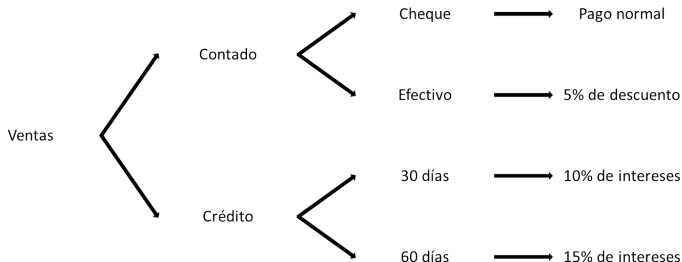 Cheque
Pago normal
Contado
Efectivo
5% de descuento
Ventas
30 días
10% de intereses
Crédito
60 días
15% de intereses